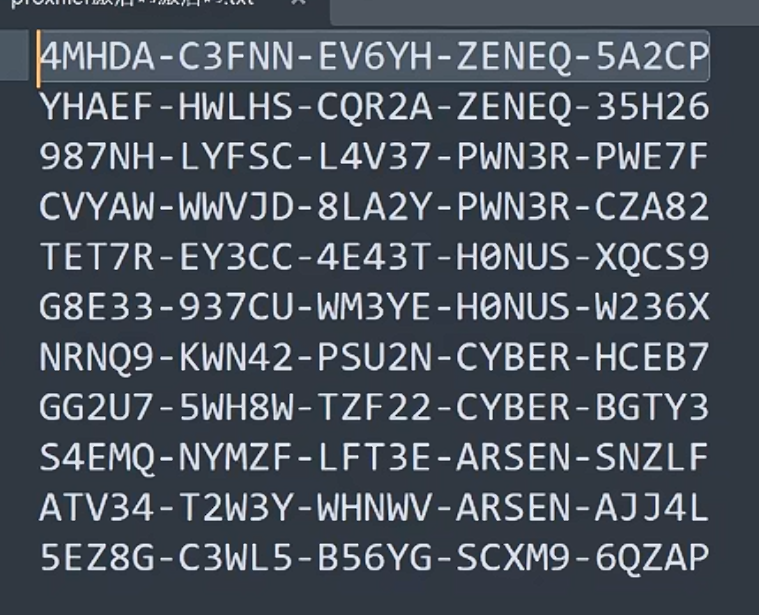 4MHDA-C3FNN-EV6YH-ZENEQ-5A2CP
YHAEF-HWLHS-CQR2A-ZENEQ-35H26
987NH-LYFSC-L4V37-PWN3R-PWE7F
CVYAW-WWVJD-8LA2Y-PWN3R-CZA82
TET7R-EY3CC-4E43T-H0NUS-XQCS9
G8E33-937CU-WM3YE-H0NUS-W236X
NRNQ9-KWN42-PSU2N-CYBER-HCEB7
GG2U7-5WH8W-TZF22-CYBER-BGTY3
S4EMQ-NYMZF-LFT3E-ARSEN-SNZLF
ATV34-T2W3Y-WHNWV-ARSEN-AJJ4L
5EZ8G-C3WL5-B56YG-SCXM9-6QZAP